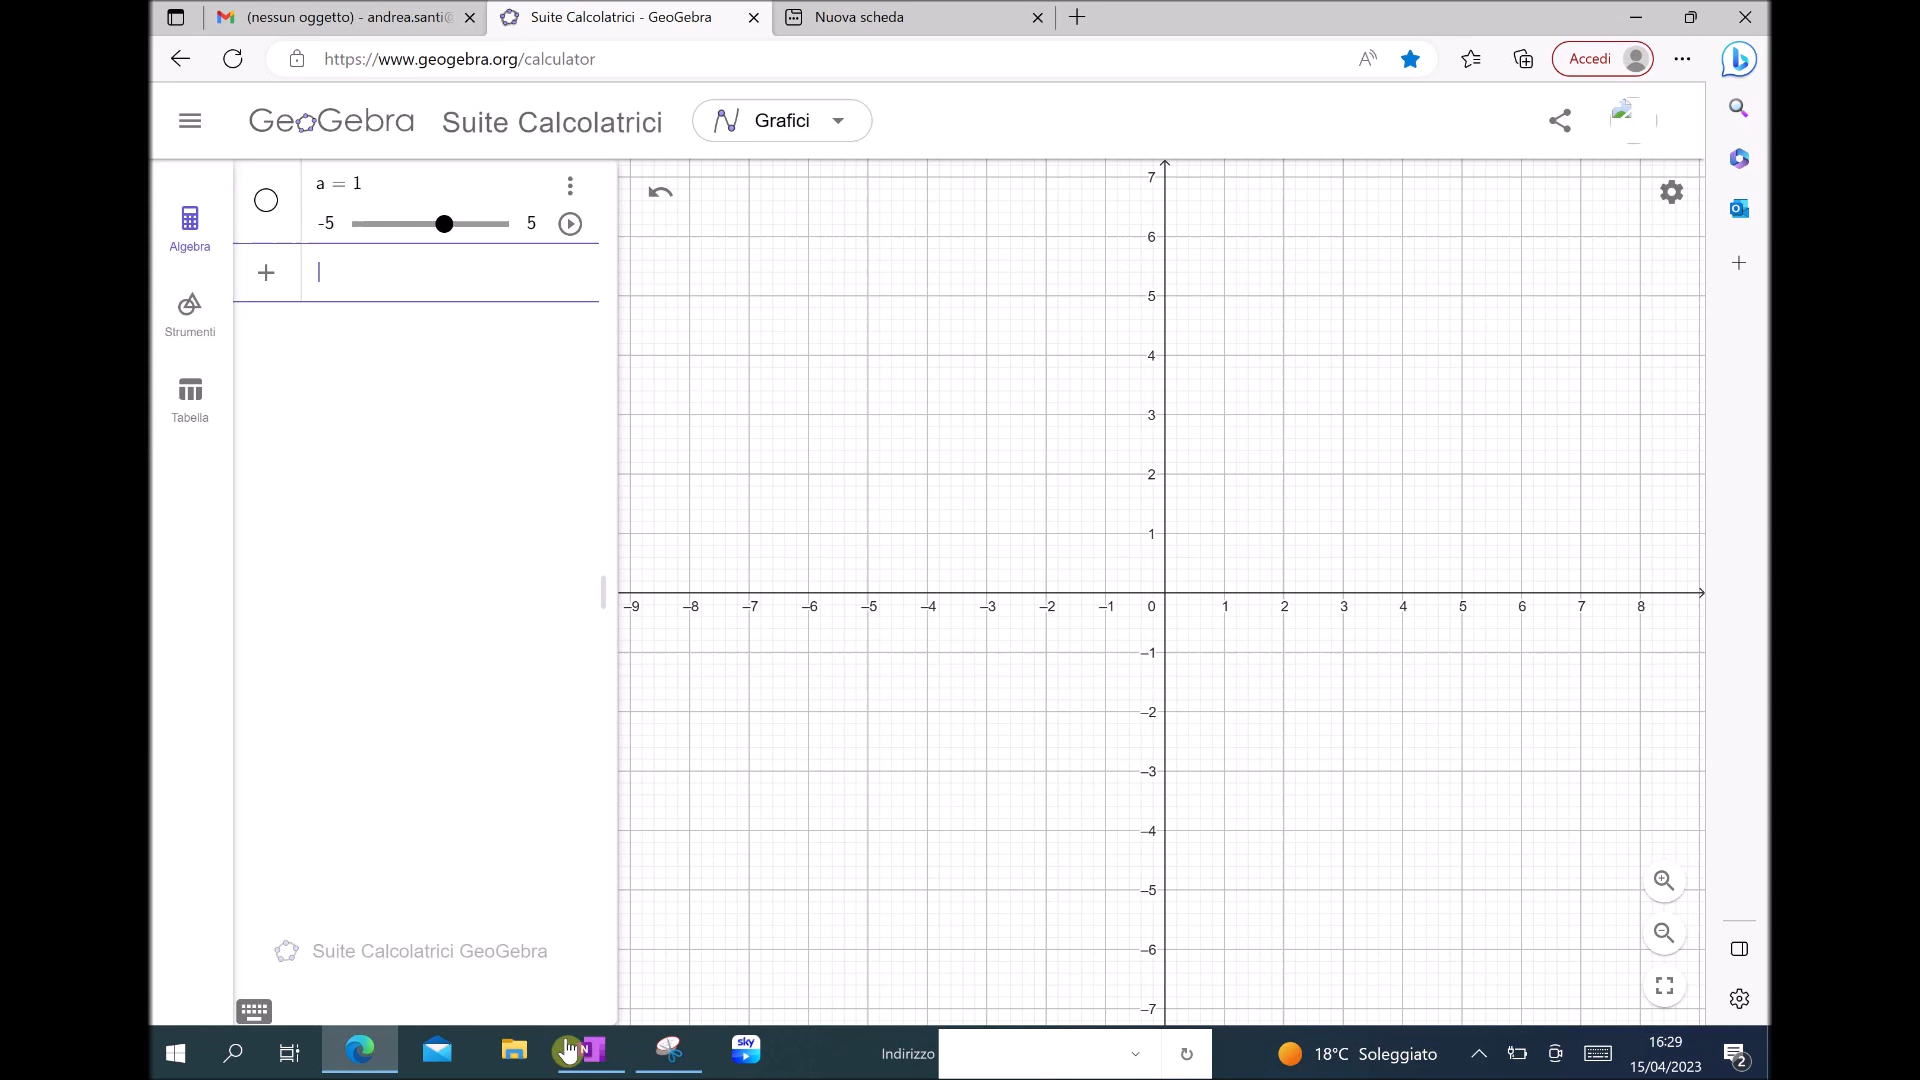 (nessun oggetto) - andrea.santi@
Suite Calcolatrici - GeoGebra
Nuova scheda
https://www.geogebra.org/calculator
Accedi
GeoGebra Suite Calcolatrici
Grafici
Algebra
Strumenti
Tabella
a = 1
-5
5
7
6
5
4
3
2
1
–9 –8 –7 –6 –5 –4 –3 –2 –1 0 1 2 3 4 5 6 7 8
–1
–2
–3
–4
–5
–6
–7
Suite Calcolatrici GeoGebra
sky
Indirizzo
18°C Soleggiato
16:29
15/04/2023
2